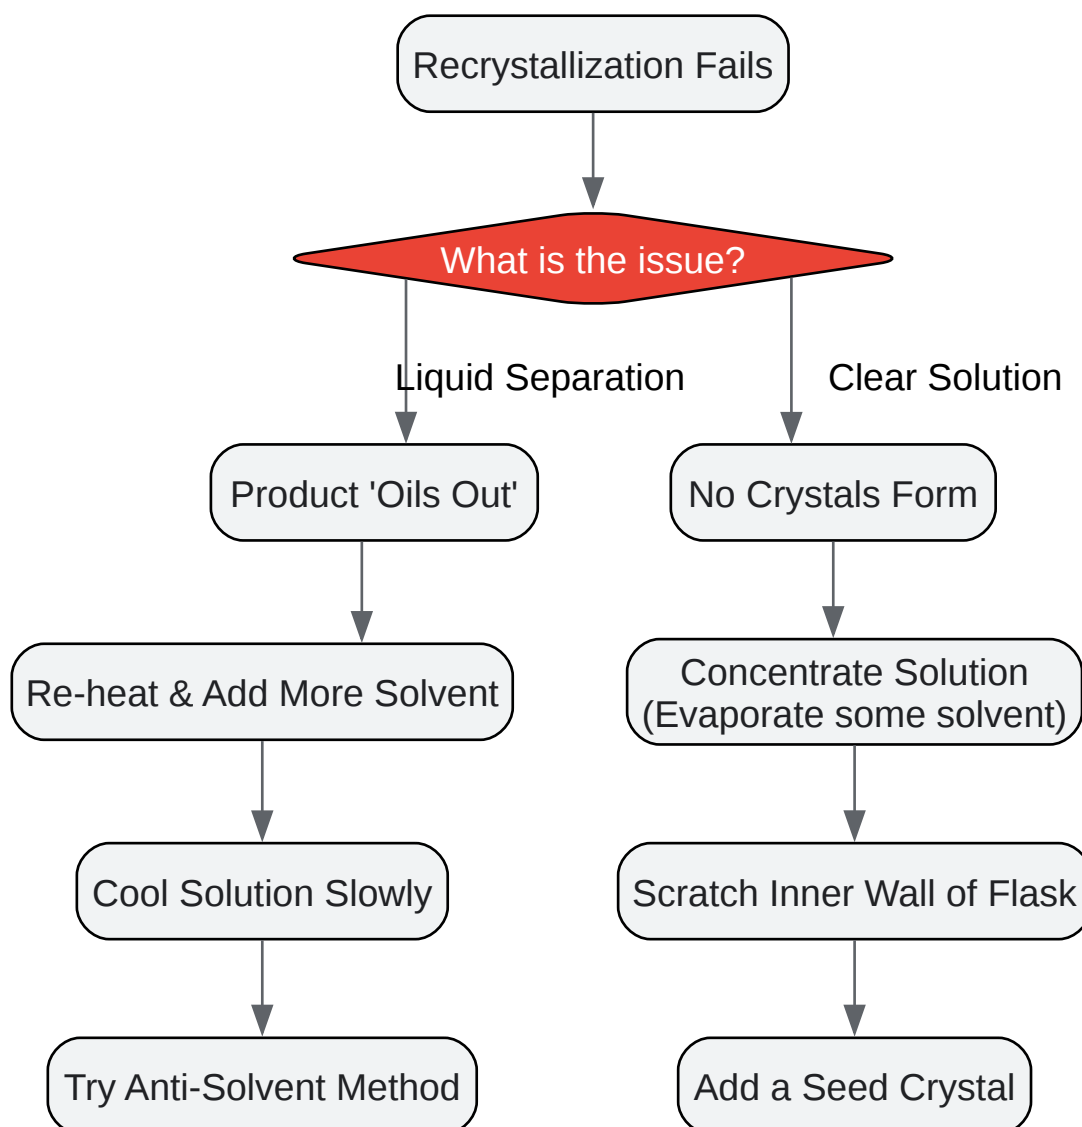 Recrystallization Fails
What is the issue?
Liquid Separation
Clear Solution
Product 'Oils Out'
No Crystals Form
Re-heat & Add More Solvent
Concentrate Solution
(Evaporate some solvent)
Cool Solution Slowly
Scratch Inner Wall of Flask
Try Anti-Solvent Method
Add a Seed Crystal